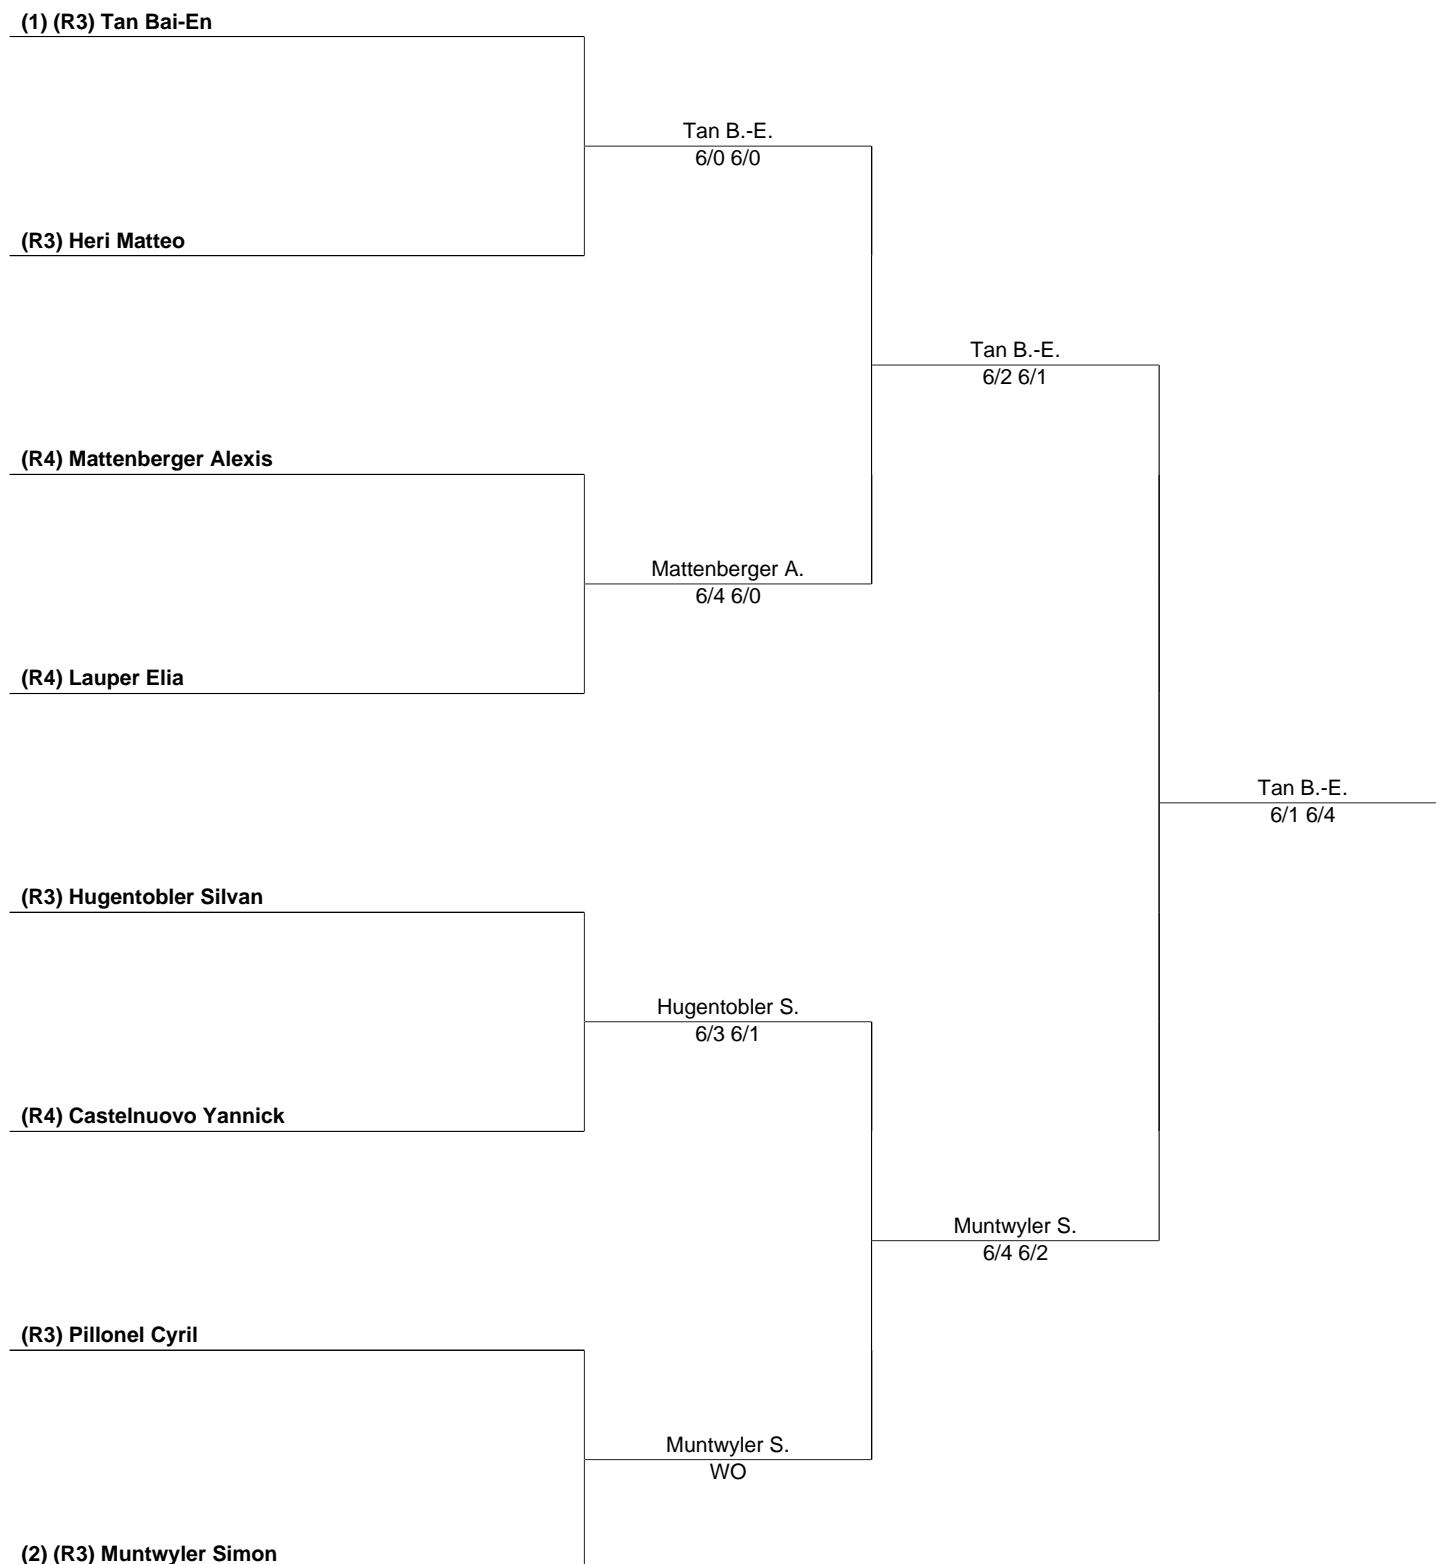 (1) (R3) Tan Bai-En
Tan B.-E.
6/0 6/0
(R3) Heri Matteo
Tan B.-E.
6/2 6/1
(R4) Mattenberger Alexis
Mattenberger A.
6/4 6/0
(R4) Lauper Elia
Tan B.-E.
6/1 6/4
(R3) Hugentobler Silvan
Hugentobler S.
6/3 6/1
(R4) Castelnuovo Yannick
Muntwyler S.
6/4 6/2
(R3) Pillonel Cyril
Muntwyler S.
WO
(2) (R3) Muntwyler Simon